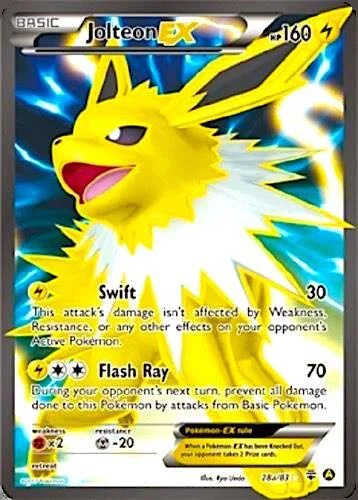 BASIC
Jolteon EX
HP160
Swift 30
This attack's damage isn't affected by Weakness,
Resistance, or any other effects on your opponent's
Active Pokémon.
Flash Ray 70
During your opponent's next turn, prevent all damage
done to this Pokémon by attacks from Basic Pokémon.
weakness
×2
resistance
-20
retreat
Pokémon-EX rule
When a Pokémon-EX has been Knocked Out,
your opponent takes 2 Prize cards.
Illus. Ryo Ueda
28a/83
A